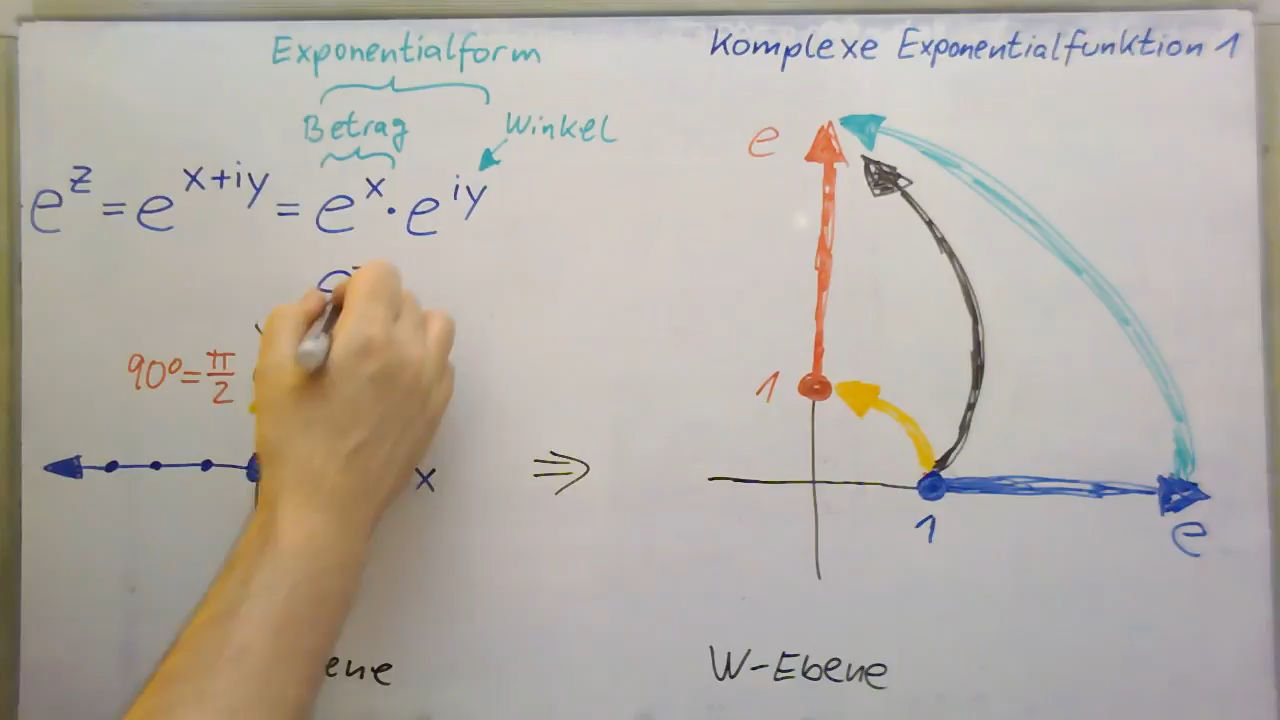 Exponentialform
Komplexe Exponentialfunktion 1
Betrag
Winkel
e^z = e^{x+iy} = e^x · e^{iy}
90° = π/2
x
e
1
1
e
W-Ebene